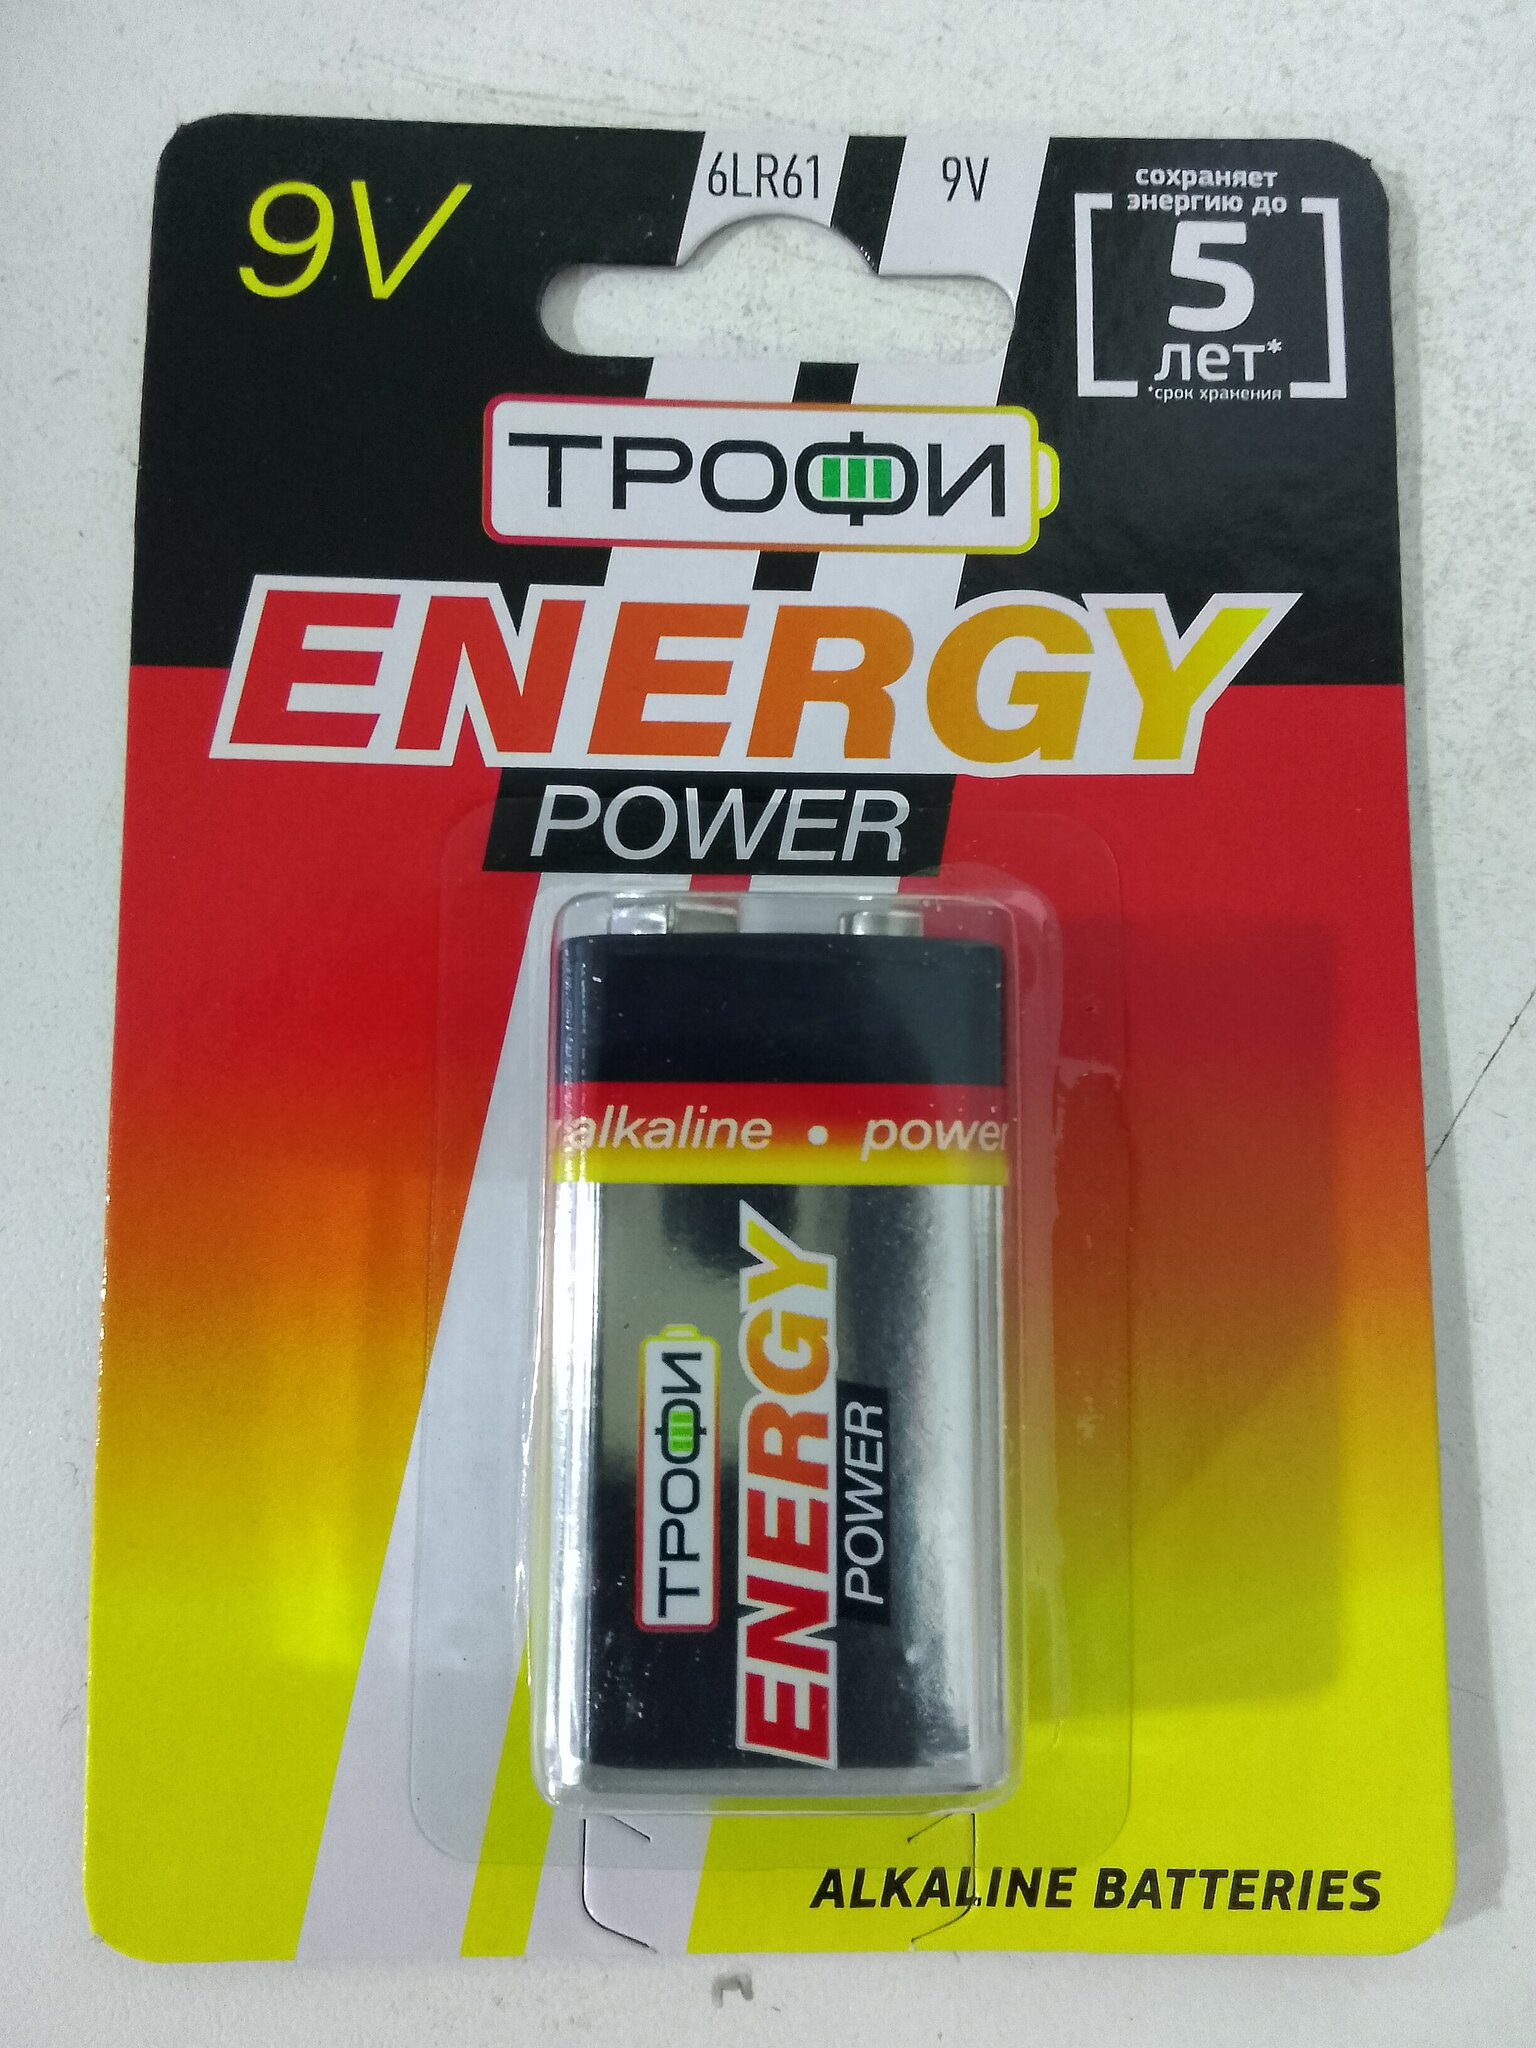 6LR61
9V
9V
сохраняет
энергию до
5
лет*
*срок хранения
ТРОФИ
ENERGY
POWER
alkaline • power
ТРОФИ
ENERGY
POWER
ALKALINE BATTERIES